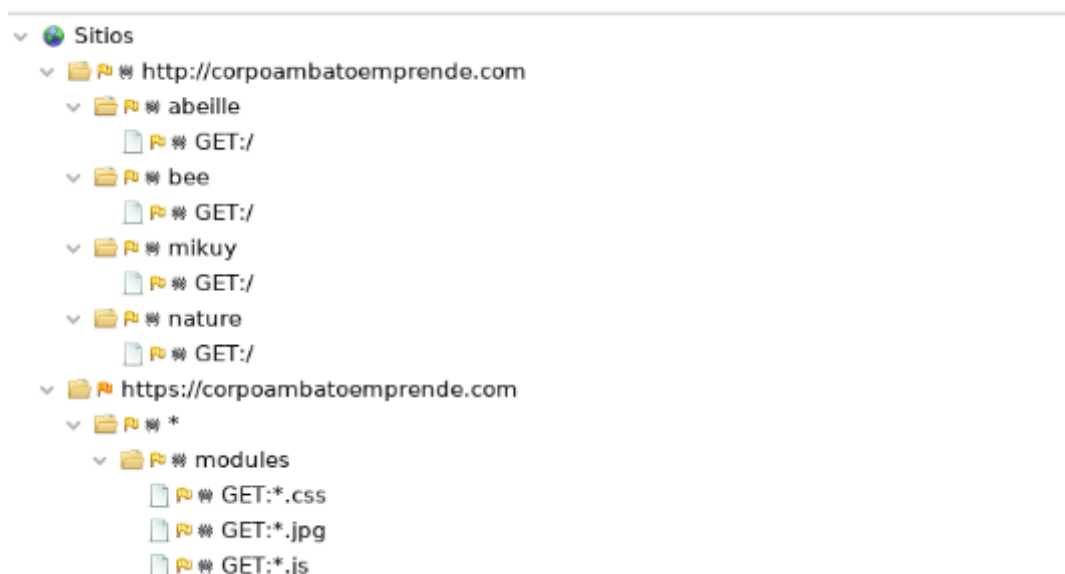 Sitios
http://corpoambatoemprende.com
abeille
GET:/
bee
GET:/
mikuy
GET:/
nature
GET:/
https://corpoambatoemprende.com
*
modules
GET:*.css
GET:*.jpg
GET:*.js